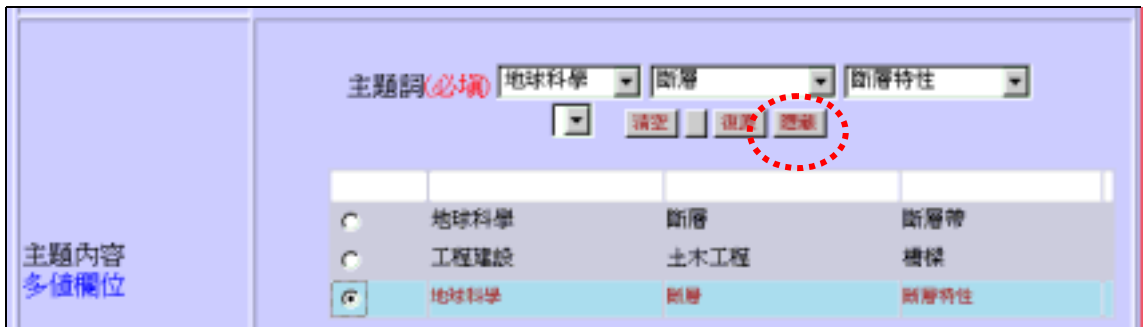 主題詞(必填) 地球科學 斷層 斷層特性
清空 復原 隱藏
地球科學 斷層 斷層帶
主題內容 工程建設 土木工程 橋樑
多值欄位 地球科學 斷層 斷層特性